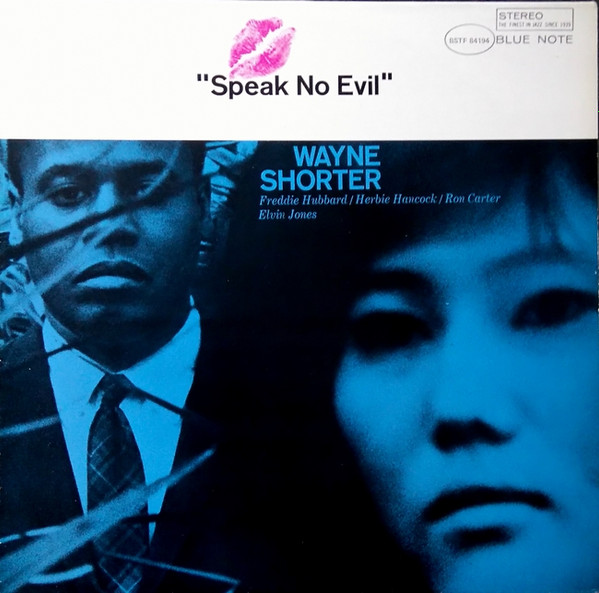 "Speak No Evil"
STEREO
THE FINEST IN JAZZ SINCE 1939
BSTF 84194
BLUE NOTE
WAYNE
SHORTER
Freddie Hubbard / Herbie Hancock / Ron Carter
Elvin Jones